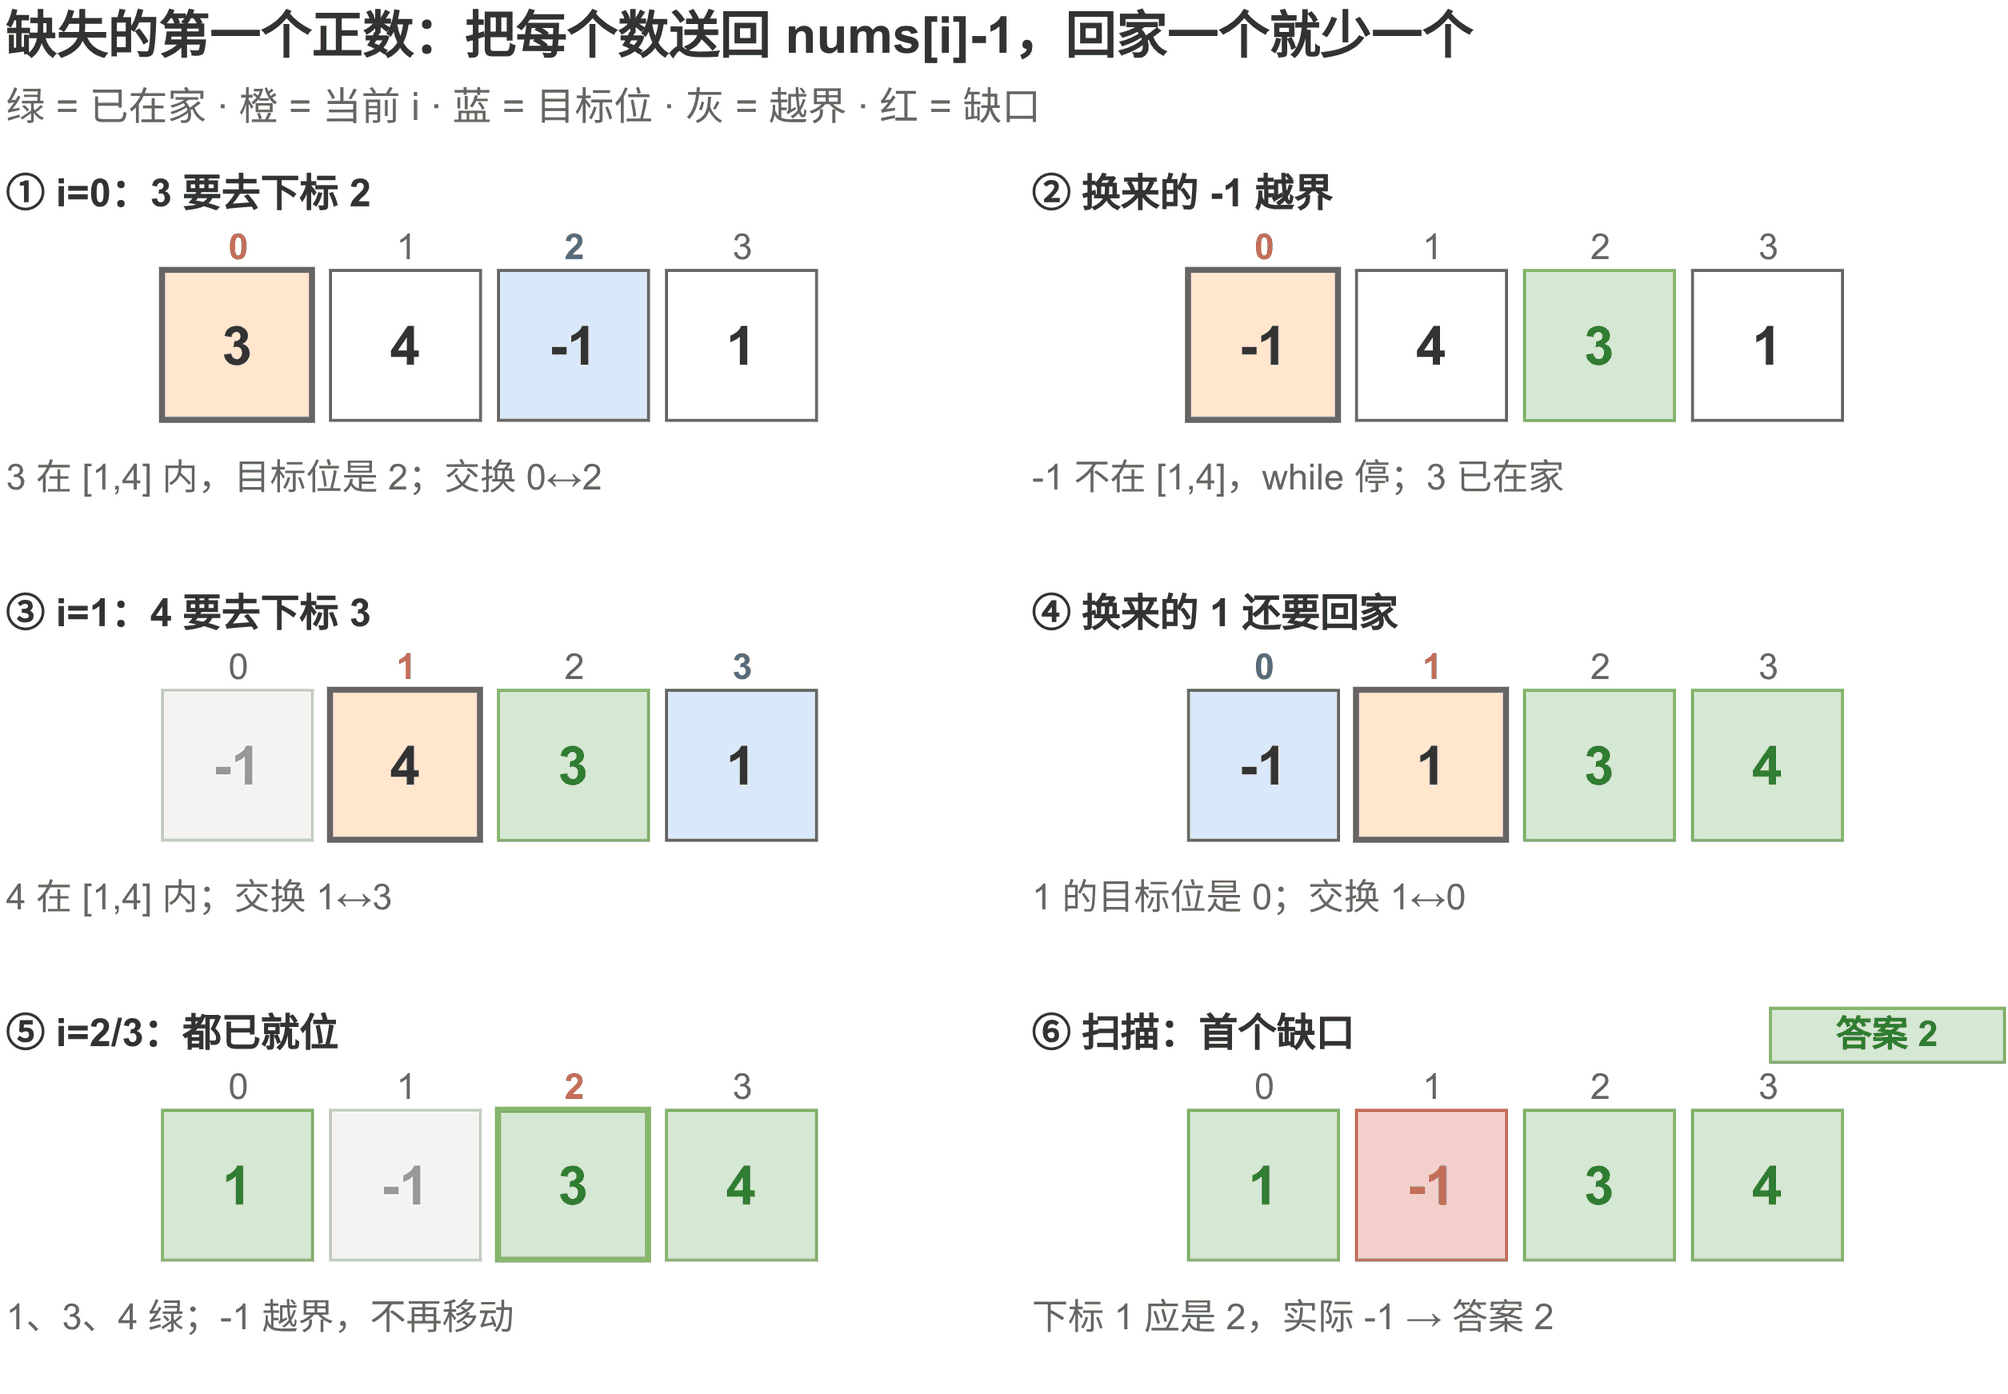 缺失的第一个正数：把每个数送回 nums[i]-1，回家一个就少一个
绿 = 已在家 · 橙 = 当前 i · 蓝 = 目标位 · 灰 = 越界 · 红 = 缺口
① i=0：3 要去下标 2
0 1 2 3
3 4 -1 1
3 在 [1,4] 内，目标位是 2；交换 0↔2
② 换来的 -1 越界
0 1 2 3
-1 4 3 1
-1 不在 [1,4]，while 停；3 已在家
③ i=1：4 要去下标 3
0 1 2 3
-1 4 3 1
4 在 [1,4] 内；交换 1↔3
④ 换来的 1 还要回家
0 1 2 3
-1 1 3 4
1 的目标位是 0；交换 1↔0
⑤ i=2/3：都已就位
0 1 2 3
1 -1 3 4
1、3、4 绿；-1 越界，不再移动
⑥ 扫描：首个缺口
答案 2
0 1 2 3
1 -1 3 4
下标 1 应是 2，实际 -1 → 答案 2